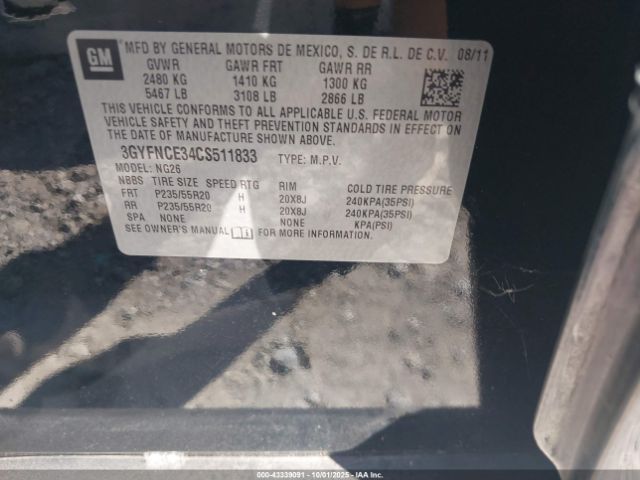 GM
MFD BY GENERAL MOTORS DE MEXICO, S. DE R.L. DE C.V. 08/11
GVWR GAWR FRT GAWR RR
2480 KG 1410 KG 1300 KG
5467 LB 3108 LB 2866 LB
THIS VEHICLE CONFORMS TO ALL APPLICABLE U.S. FEDERAL MOTOR
VEHICLE SAFETY AND THEFT PREVENTION STANDARDS IN EFFECT ON
THE DATE OF MANUFACTURE SHOWN ABOVE.
3GYFNCE34CS511833 TYPE: M.P.V.
MODEL: NG26
NBBS TIRE SIZE SPEED RTG RIM COLD TIRE PRESSURE
FRT P235/55R20 H 20X8J 240KPA(35PSI)
RR P235/55R20 H 20X8J 240KPA(35PSI)
SPA NONE NONE KPA(PSI)
SEE OWNER'S MANUAL FOR MORE INFORMATION.
000-43339091 - 10/01/2025 - IAA Inc.